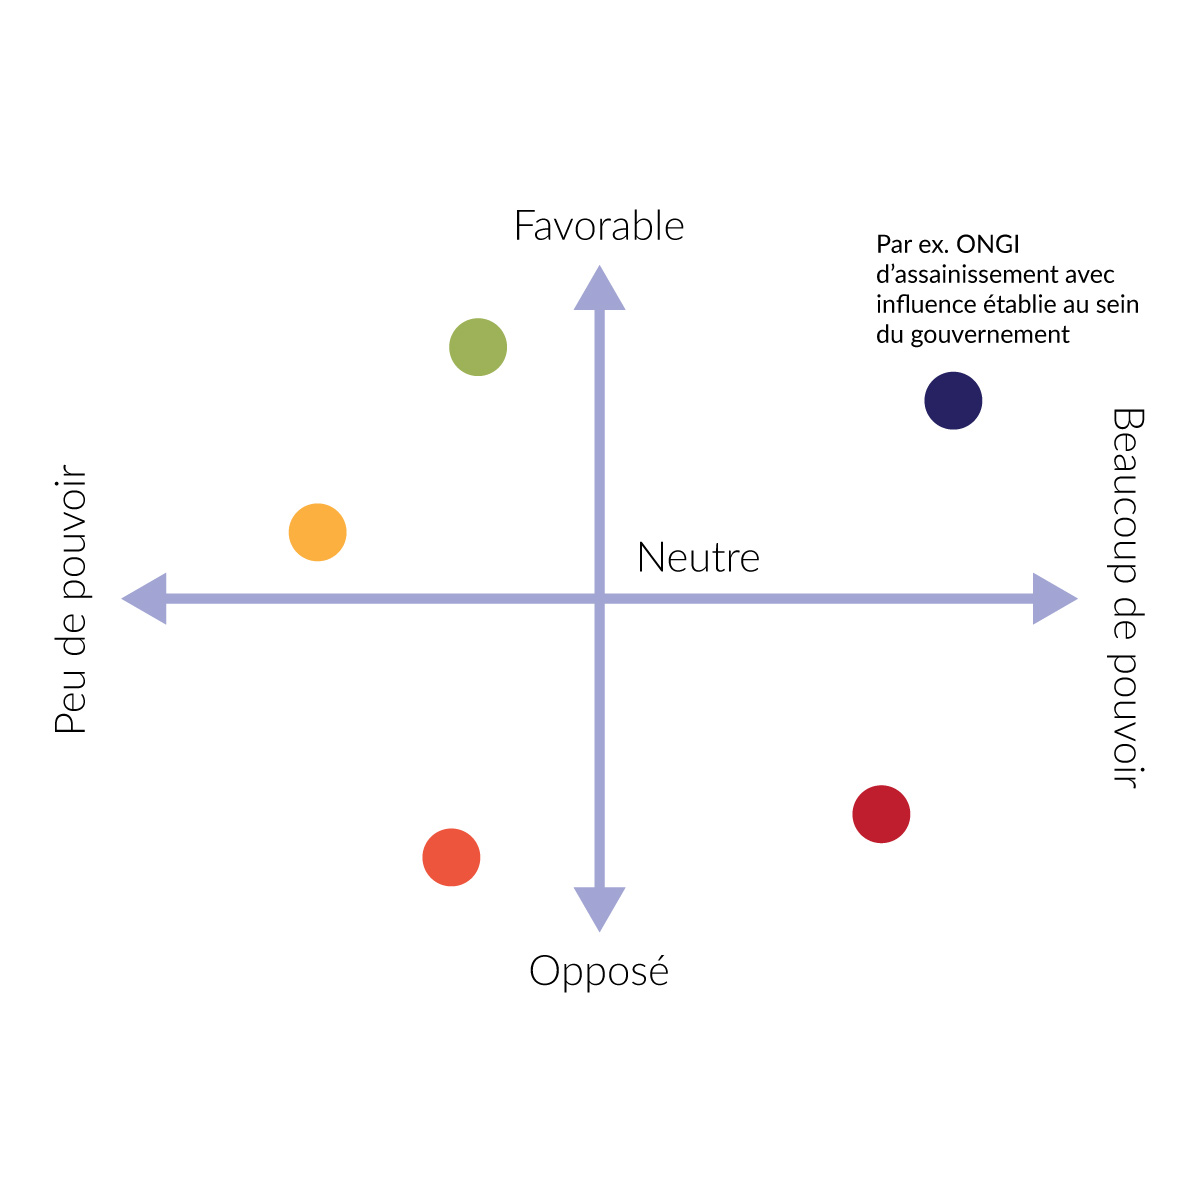 Favorable
Par ex. ONGI
d’assainissement avec
influence établie au sein
du gouvernement
Peu de pouvoir
Neutre
Beaucoup de pouvoir
Opposé